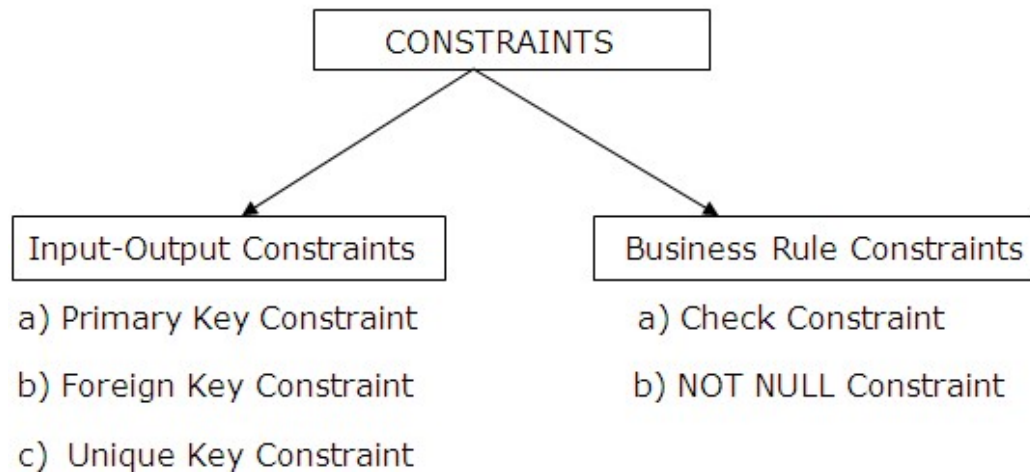 CONSTRAINTS
Input-Output Constraints
a) Primary Key Constraint
b) Foreign Key Constraint
c) Unique Key Constraint
Business Rule Constraints
a) Check Constraint
b) NOT NULL Constraint